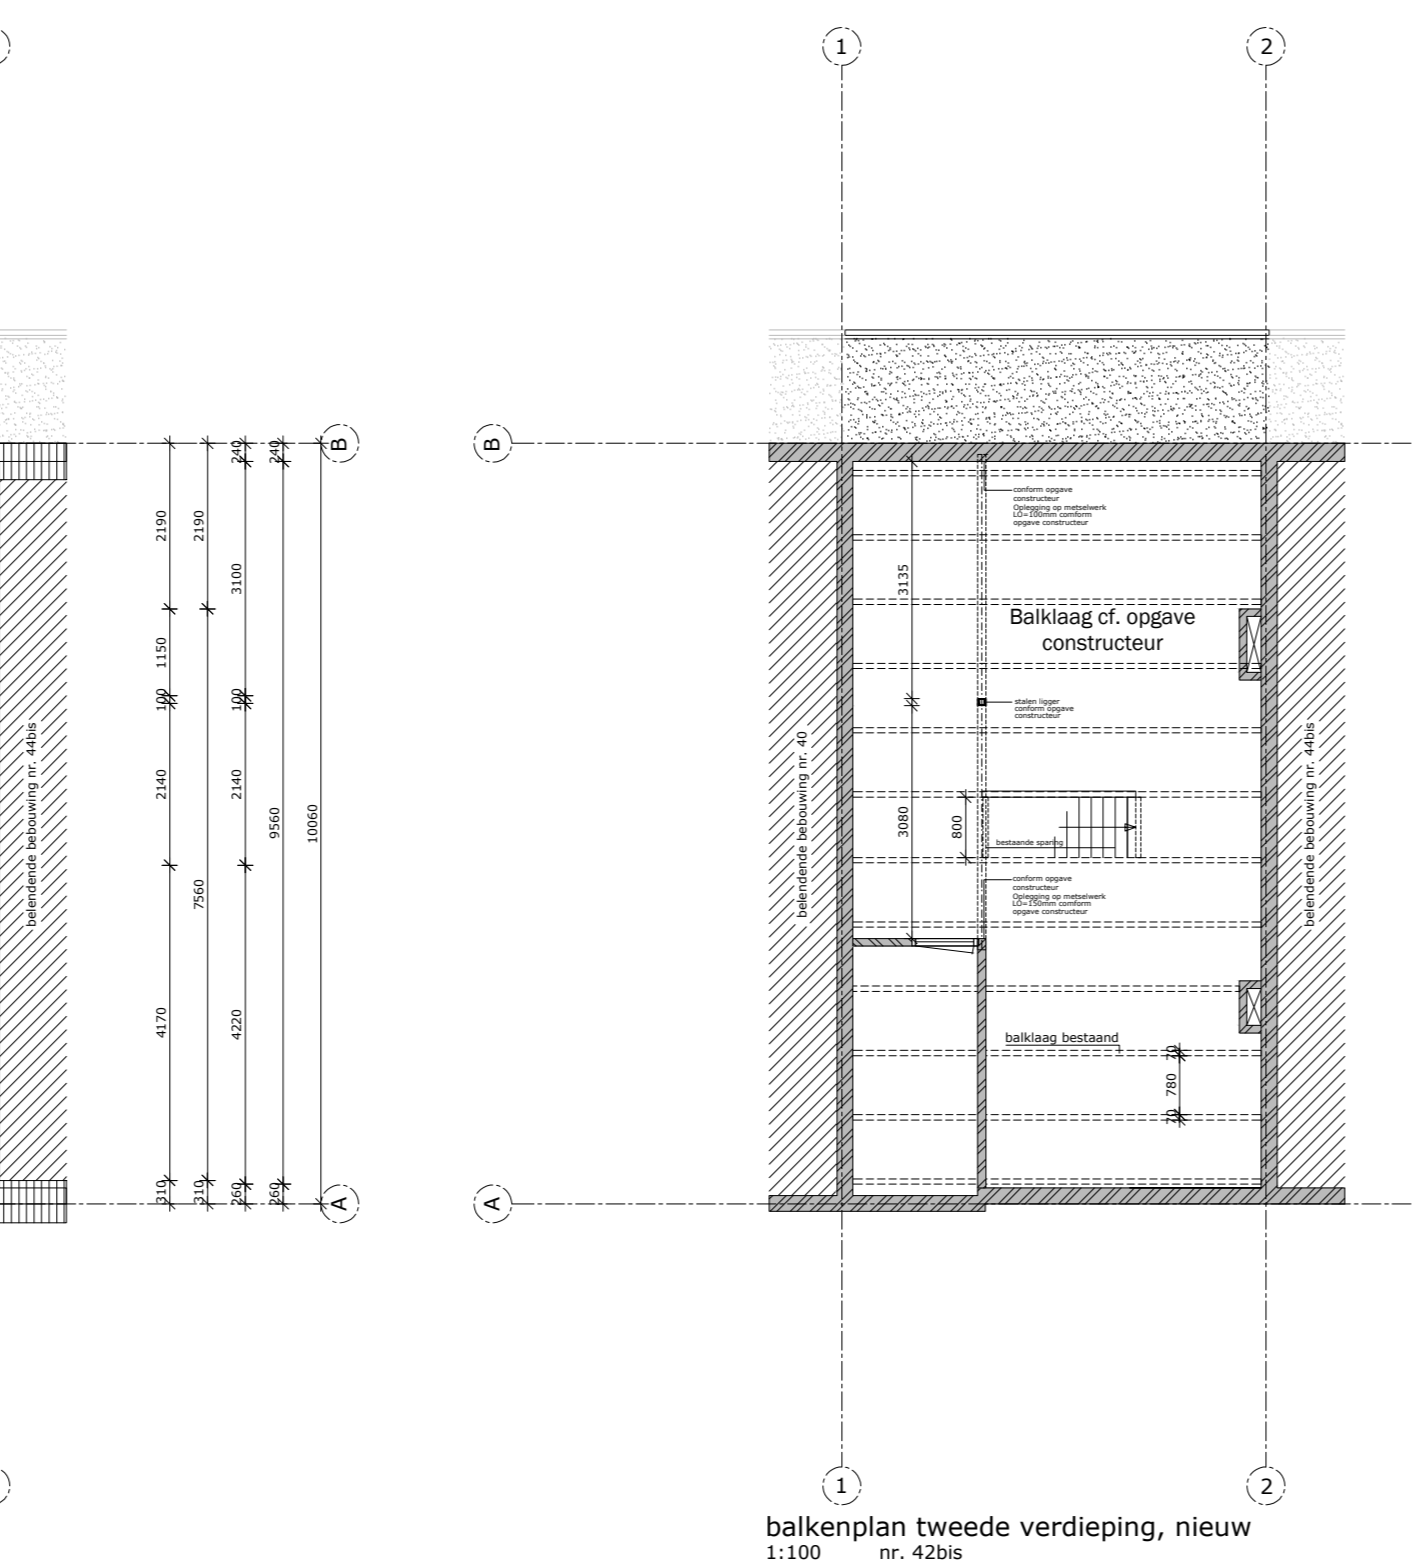 1
2
B
B
A
A
1
2
belendende bebouwing nr. 44bis
2190
1150
100
2140
4170
310
2190
7560
310
240
3100
100
2140
4220
260
240
9560
260
10060
belendende bebouwing nr. 40
3135
3080
800
conform opgave
constructeur
Oplegging op metselwerk
LO=100mm comform
opgave constructeur
Balklaag cf. opgave
constructeur
stalen ligger
conform opgave
constructeur
bestaande sparing
conform opgave
constructeur
Oplegging op metselwerk
LO=150mm comform
opgave constructeur
balklaag bestaand
70
780
70
belendende bebouwing nr. 44bis
balkenplan tweede verdieping, nieuw
1:100 nr. 42bis